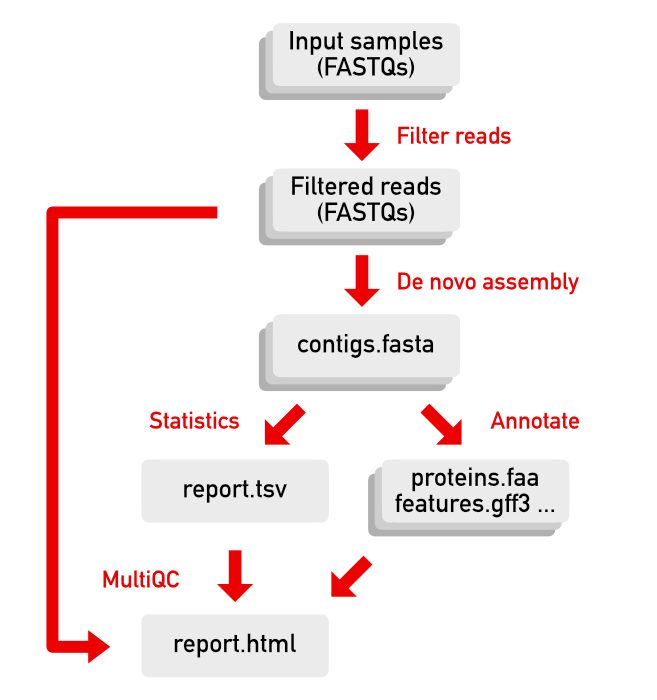 Input samples
(FASTQs)
Filter reads
Filtered reads
(FASTQs)
De novo assembly
contigs.fasta
Statistics
Annotate
report.tsv
proteins.faa
features.gff3 ...
MultiQC
report.html